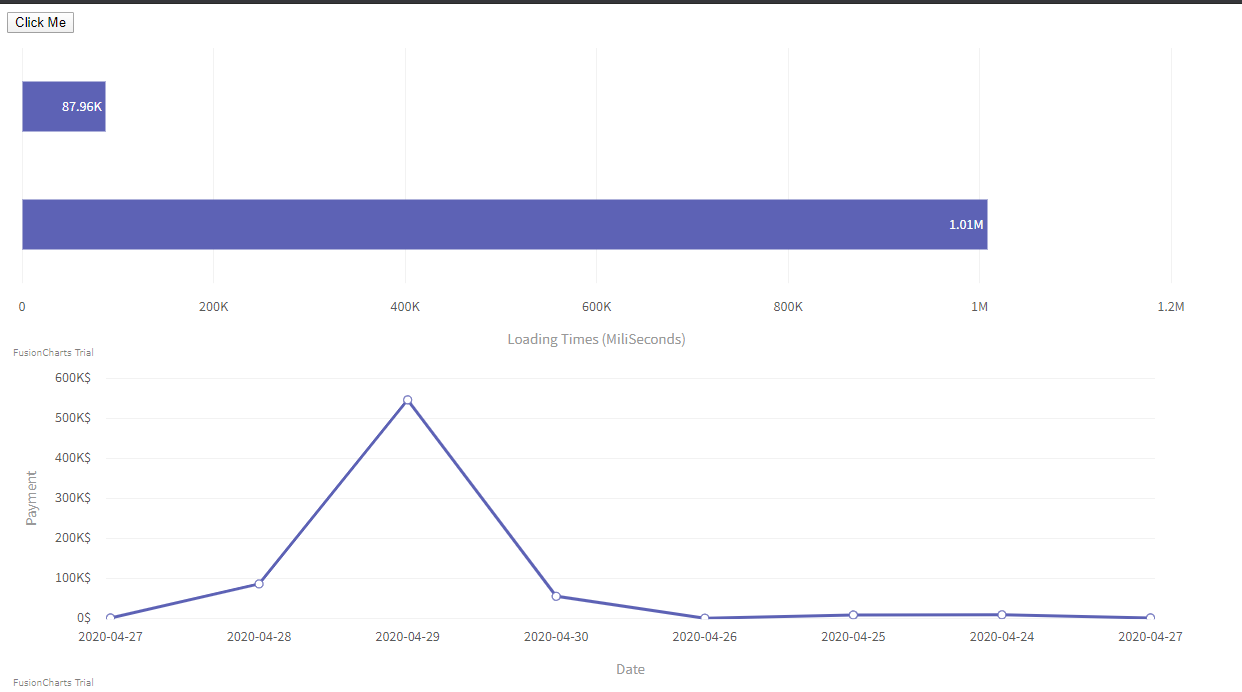 Click Me
87.96K
1.01M
0 200K 400K 600K 800K 1M 1.2M
Loading Times (MiliSeconds)
FusionCharts Trial
600K$
500K$
400K$
300K$
200K$
100K$
0$
Payment
2020-04-27 2020-04-28 2020-04-29 2020-04-30 2020-04-26 2020-04-25 2020-04-24 2020-04-27
Date
FusionCharts Trial